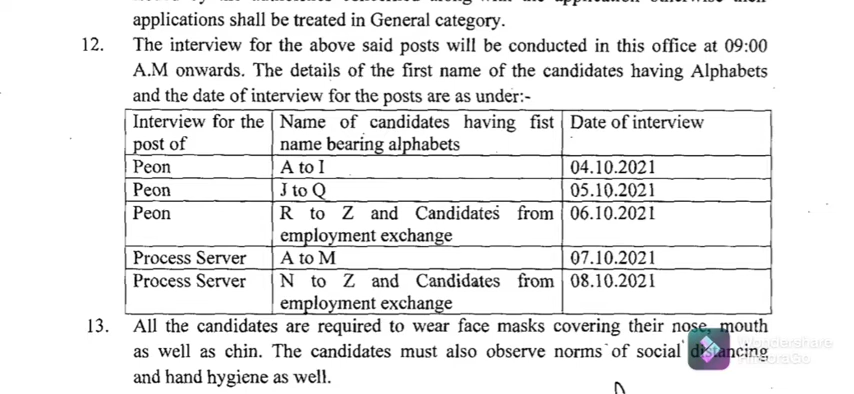 applications shall be treated in General category.
12. The interview for the above said posts will be conducted in this office at 09:00
A.M onwards. The details of the first name of the candidates having Alphabets
and the date of interview for the posts are as under:-
Interview for the post of | Name of candidates having fist name bearing alphabets | Date of interview
Peon | A to I | 04.10.2021
Peon | J to Q | 05.10.2021
Peon | R to Z and Candidates from employment exchange | 06.10.2021
Process Server | A to M | 07.10.2021
Process Server | N to Z and Candidates from employment exchange | 08.10.2021
13. All the candidates are required to wear face masks covering their nose, mouth
as well as chin. The candidates must also observe norms of social distancing
and hand hygiene as well.
Wondershare
FilmoraGo